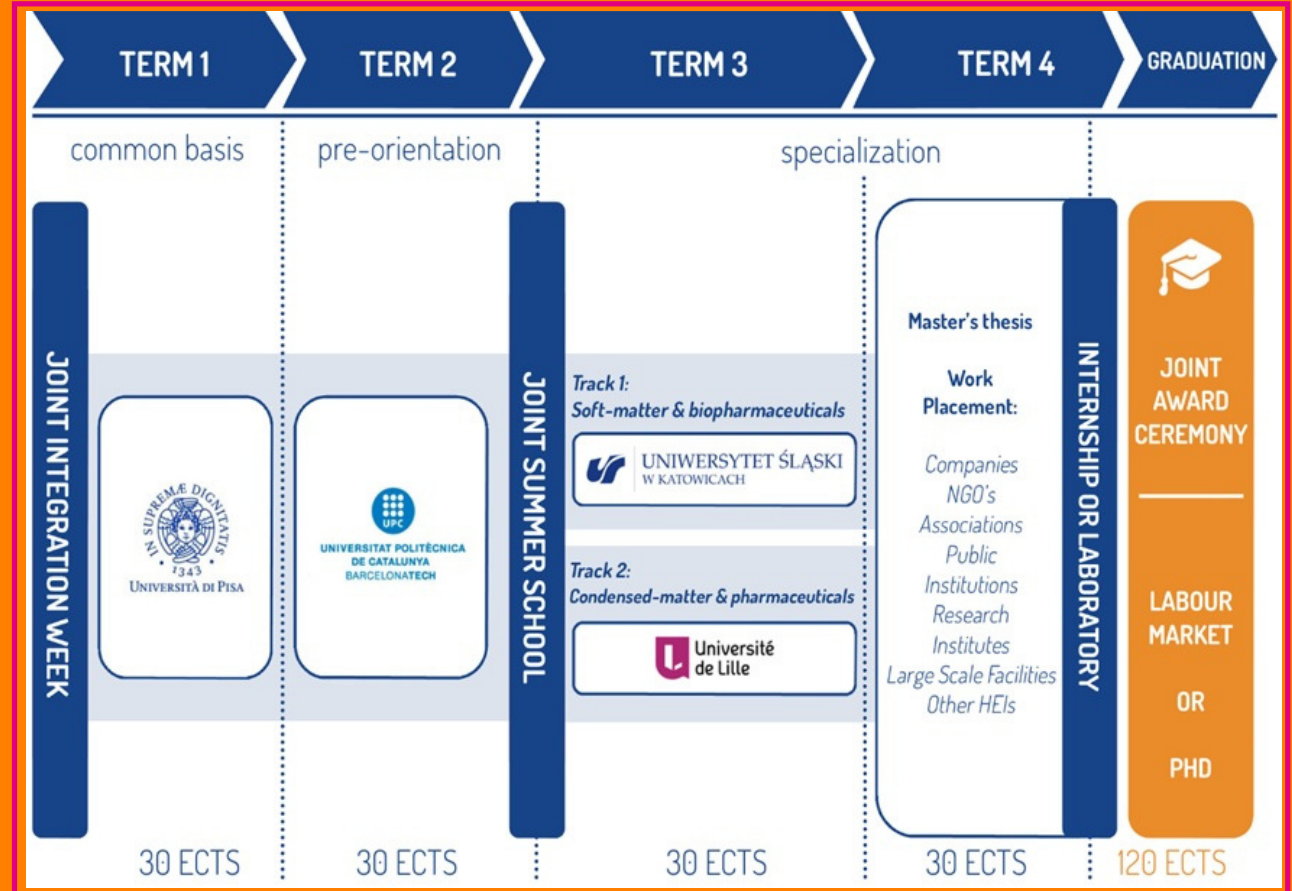 TERM 1
TERM 2
TERM 3
TERM 4
GRADUATION
common basis
pre-orientation
specialization
JOINT INTEGRATION WEEK
IN SUPREMÆ DIGNITATIS
· 1343 ·
UNIVERSITÀ DI PISA
UPC
UNIVERSITAT POLITÈCNICA
DE CATALUNYA
BARCELONATECH
JOINT SUMMER SCHOOL
Track 1:
Soft-matter & biopharmaceuticals
UNIWERSYTET ŚLĄSKI
W KATOWICACH
Track 2:
Condensed-matter & pharmaceuticals
Université
de Lille
Master's thesis
Work
Placement:
Companies
NGO's
Associations
Public
Institutions
Research
Institutes
Large Scale Facilities
Other HEIs
INTERNSHIP OR LABORATORY
JOINT
AWARD
CEREMONY
LABOUR
MARKET
OR
PHD
30 ECTS
30 ECTS
30 ECTS
30 ECTS
120 ECTS